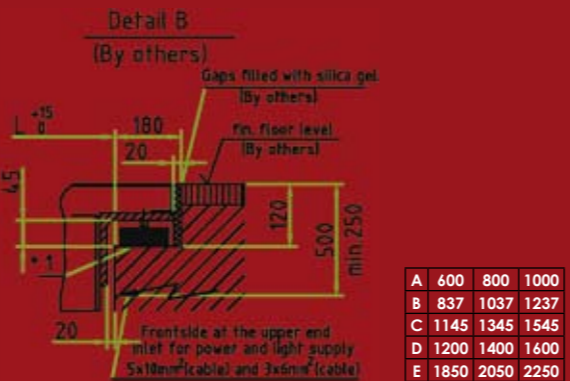 Detail B
(By others)
Gaps filled with silica gel
(By others)
L +15 0
180
fin. floor level
(By others)
20
45
120
500
min 250
* 1
20
Frontside at the upper end
inlet for power and light supply
5x10mm²(cable) and 3x6mm²(cable)
A 600 800 1000
B 837 1037 1237
C 1145 1345 1545
D 1200 1400 1600
E 1850 2050 2250